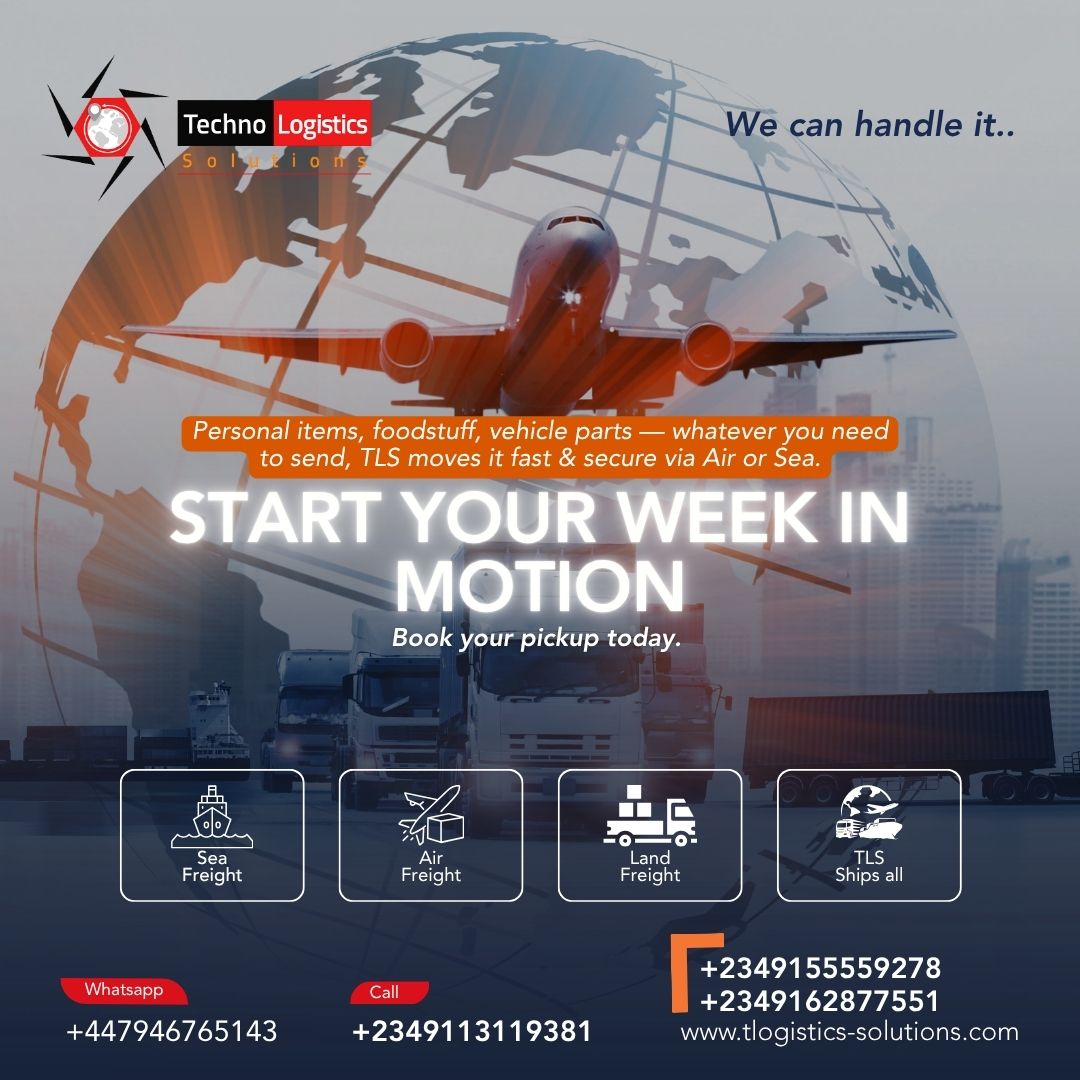 Techno Logistics
Solutions
We can handle it..
Personal items, foodstuff, vehicle parts — whatever you need
to send, TLS moves it fast & secure via Air or Sea.
START YOUR WEEK IN
MOTION
Book your pickup today.
Sea
Freight
Air
Freight
Land
Freight
TLS
Ships all
Whatsapp
+447946765143
Call
+2349113119381
+2349155559278
+2349162877551
www.tlogistics-solutions.com